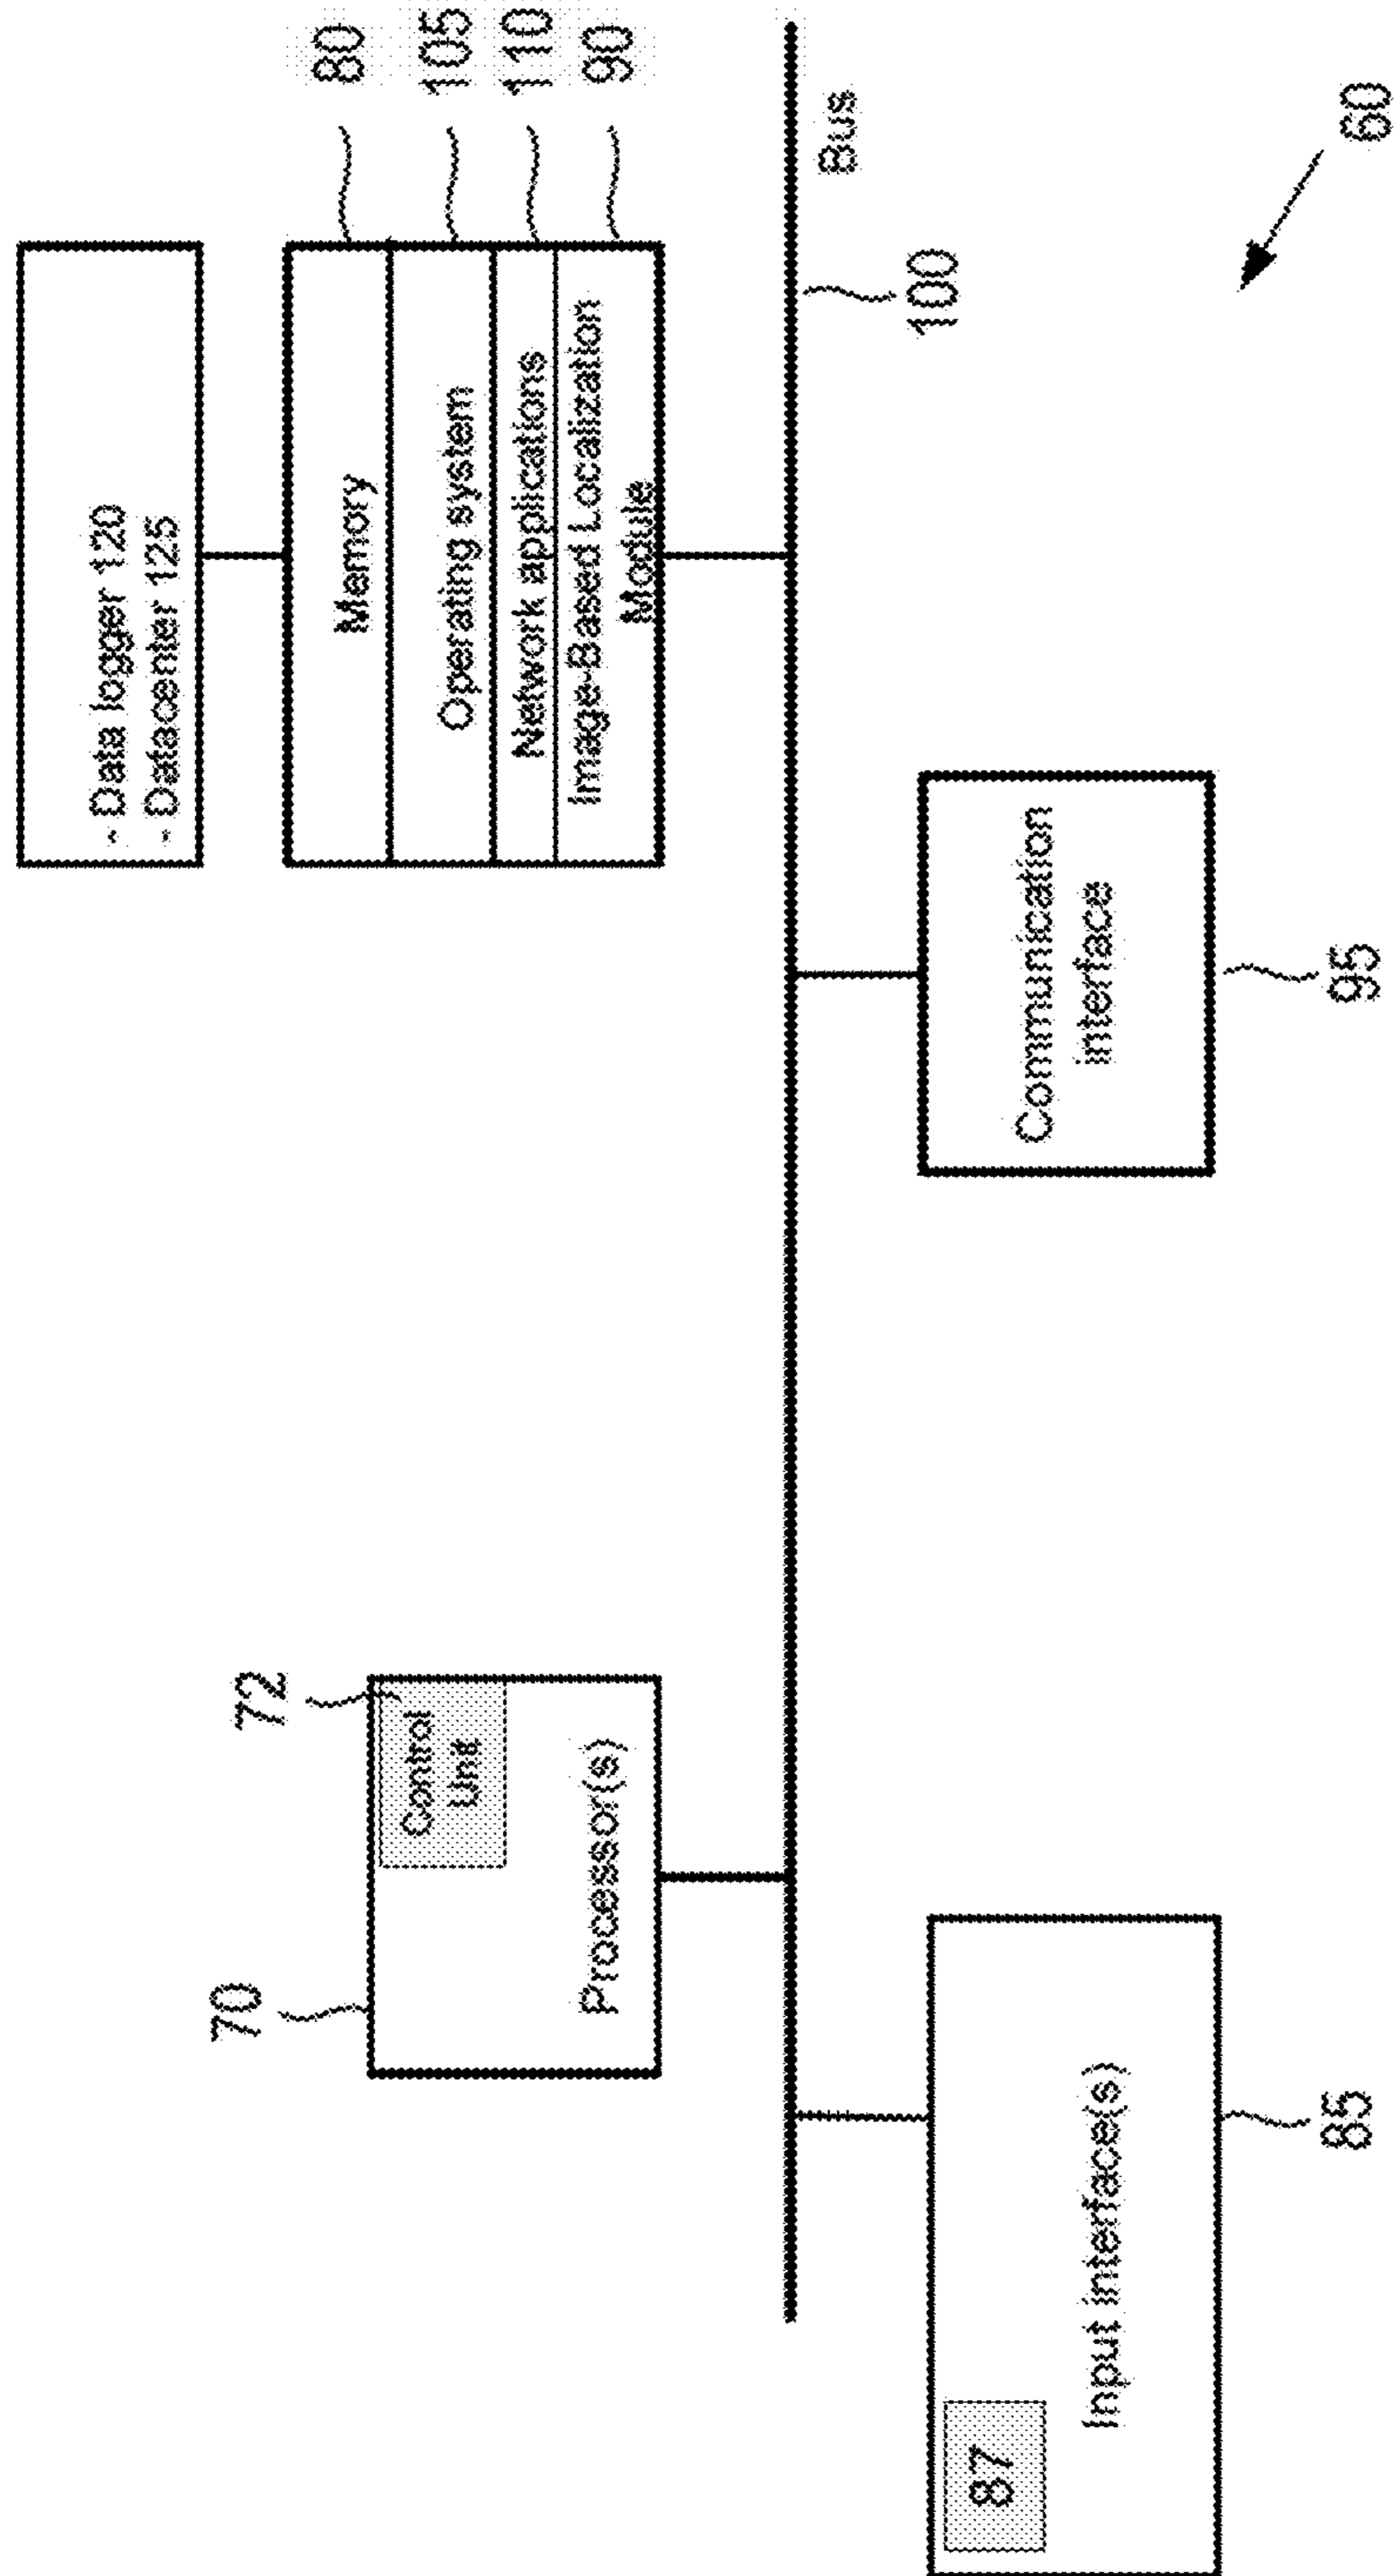 72
70
Control
Unit
Processor(s)
- Data logger 120
- Datacenter 125
Memory
80
Operating system
105
Network applications
110
Image-Based Localization
Module
90
Bus
100
87
Input interface(s)
85
Communication
interface
95
60